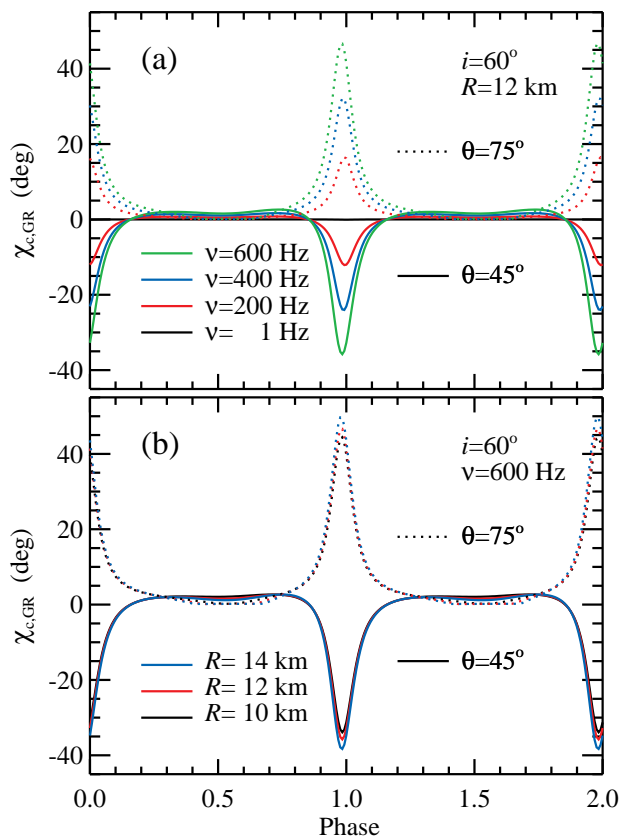 (a)
i=60°
R=12 km
θ=75°
θ=45°
ν=600 Hz
ν=400 Hz
ν=200 Hz
ν= 1 Hz
40
20
0
-20
-40
χc,GR (deg)
(b)
i=60°
ν=600 Hz
θ=75°
θ=45°
R= 14 km
R= 12 km
R= 10 km
40
20
0
-20
-40
χc,GR (deg)
0.0 0.5 1.0 1.5 2.0
Phase